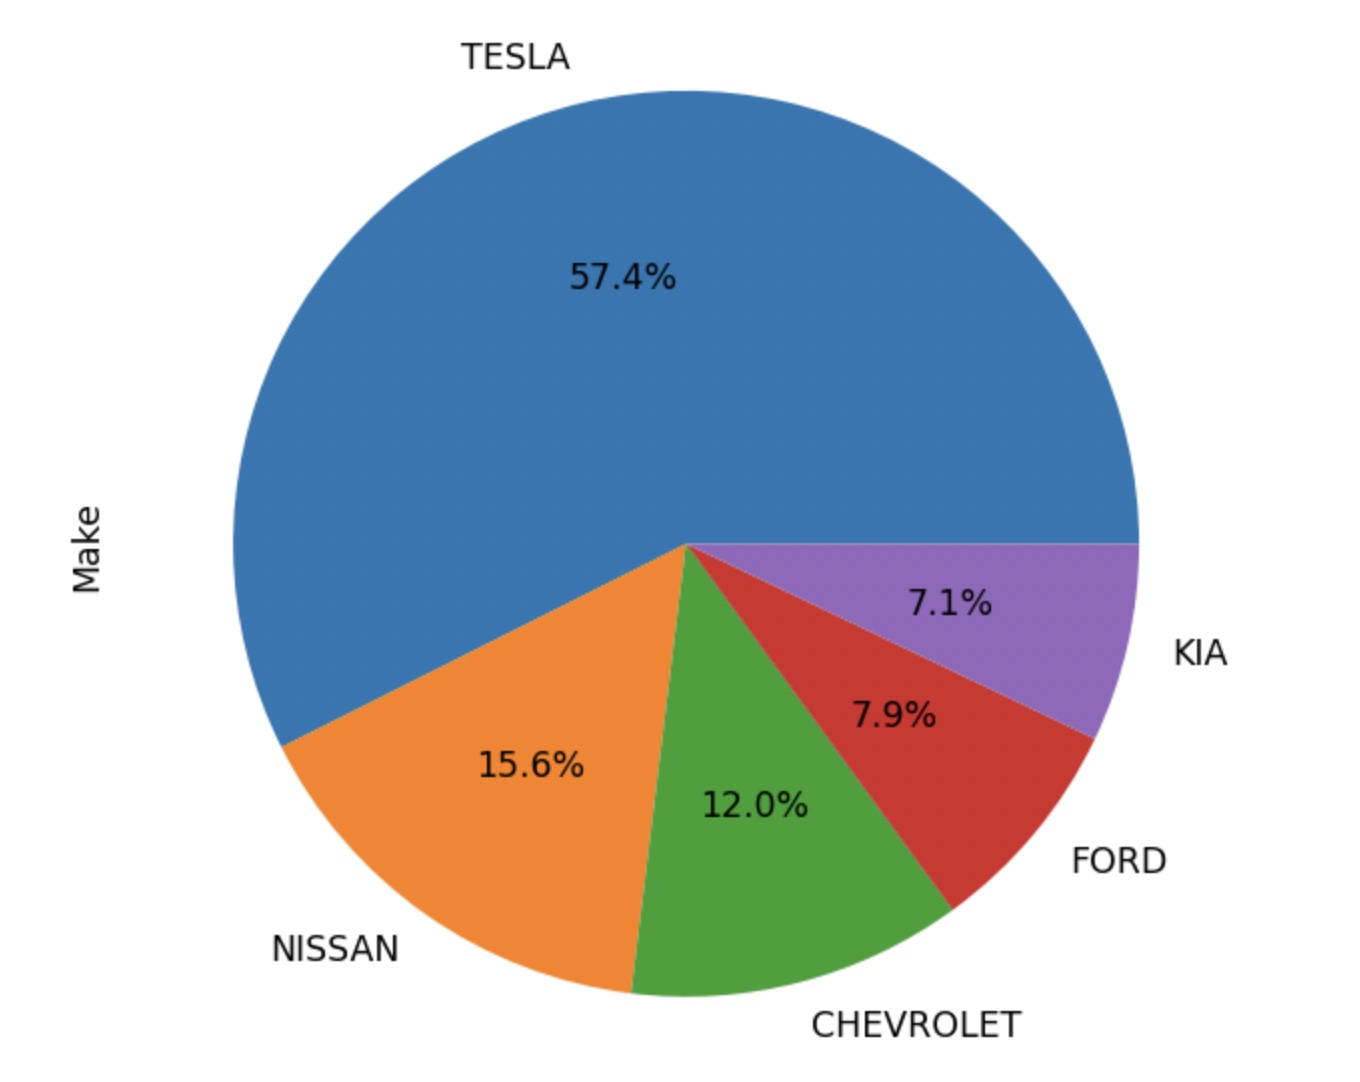 TESLA
57.4%
Make
7.1%
KIA
7.9%
15.6%
12.0%
FORD
NISSAN
CHEVROLET